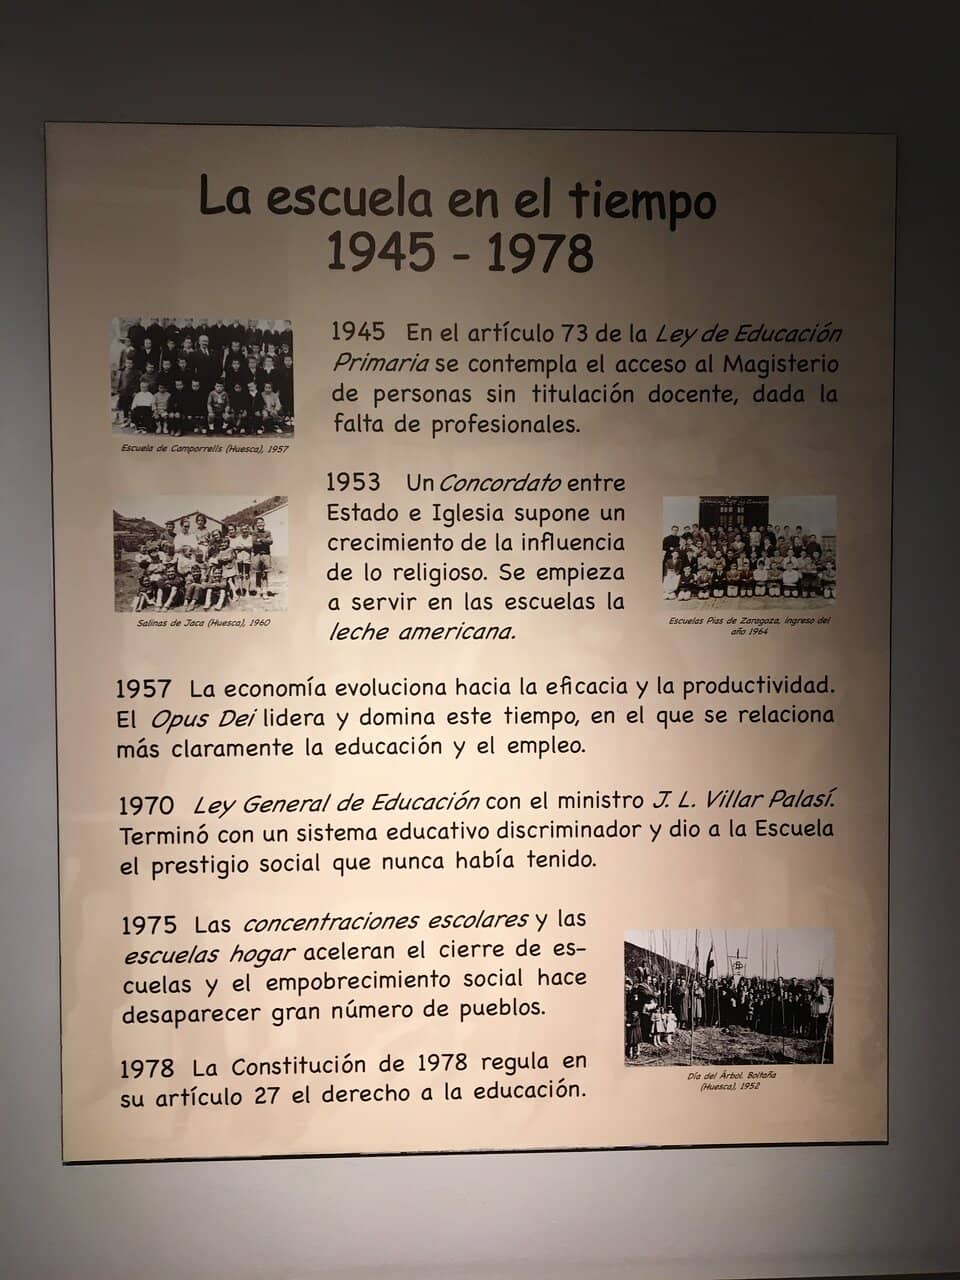 La escuela en el tiempo
1945 - 1978
1945 En el artículo 73 de la Ley de Educación
Primaria se contempla el acceso al Magisterio
de personas sin titulación docente, dada la
falta de profesionales.
Escuela de Camporrells (Huesca), 1957
1953 Un Concordato entre
Estado e Iglesia supone un
crecimiento de la influencia
de lo religioso. Se empieza
a servir en las escuelas la
leche americana.
Salinas de Jaca (Huesca), 1960
Escuelas Pias de Zaragoza, ingreso del
año 1964
1957 La economía evoluciona hacia la eficacia y la productividad.
El Opus Dei lidera y domina este tiempo, en el que se relaciona
más claramente la educación y el empleo.
1970 Ley General de Educación con el ministro J. L. Villar Palasí.
Terminó con un sistema educativo discriminador y dio a la Escuela
el prestigio social que nunca había tenido.
1975 Las concentraciones escolares y las
escuelas hogar aceleran el cierre de es-
cuelas y el empobrecimiento social hace
desaparecer gran número de pueblos.
1978 La Constitución de 1978 regula en
su artículo 27 el derecho a la educación.
Día del Árbol. Boltaña
(Huesca), 1952